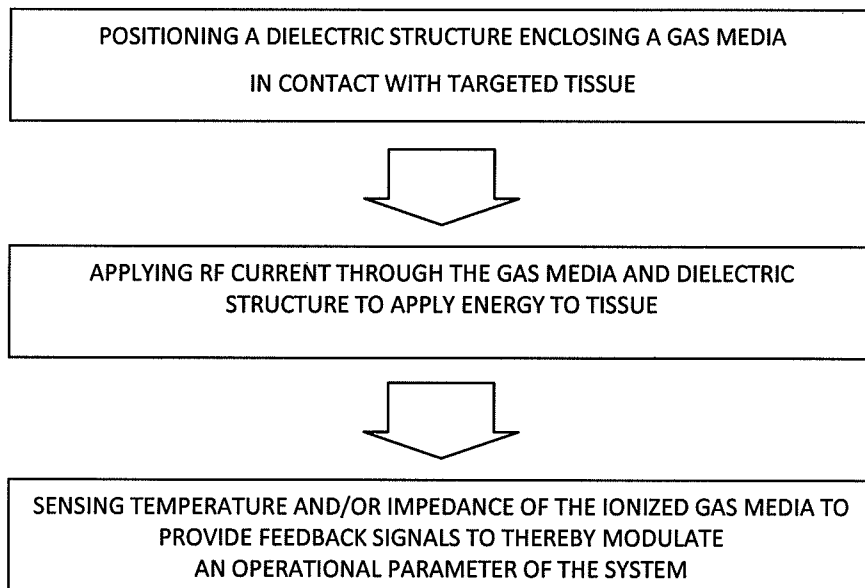 POSITIONING A DIELECTRIC STRUCTURE ENCLOSING A GAS MEDIA
IN CONTACT WITH TARGETED TISSUE
APPLYING RF CURRENT THROUGH THE GAS MEDIA AND DIELECTRIC
STRUCTURE TO APPLY ENERGY TO TISSUE
SENSING TEMPERATURE AND/OR IMPEDANCE OF THE IONIZED GAS MEDIA TO
PROVIDE FEEDBACK SIGNALS TO THEREBY MODULATE
AN OPERATIONAL PARAMETER OF THE SYSTEM